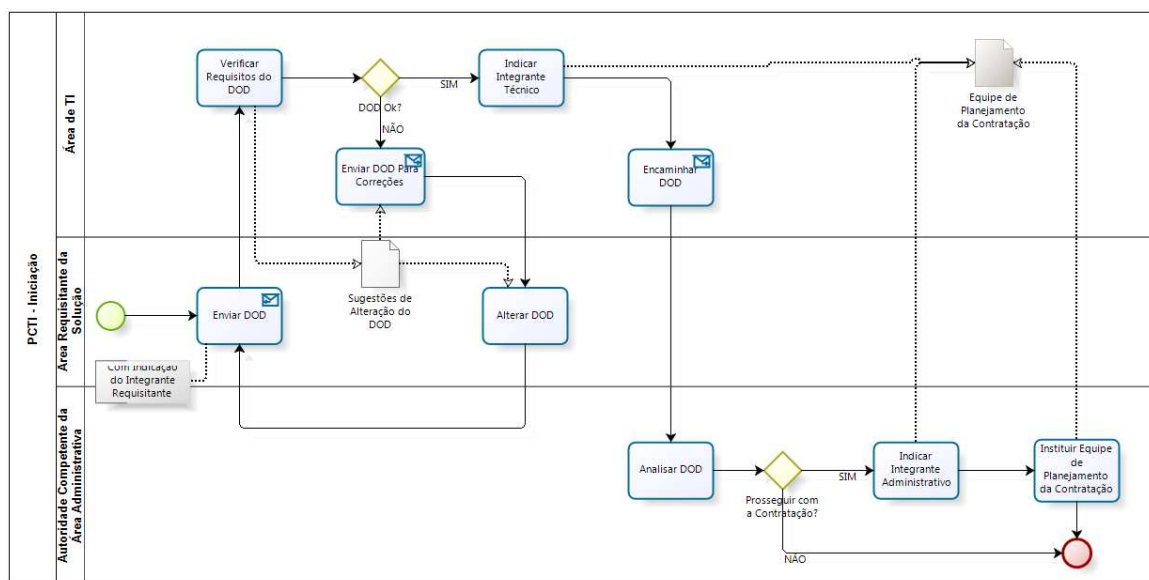 PCTI - Iniciação
Área de TI
Verificar
Requisitos do
DOD
DOD Ok?
SIM
NÃO
Indicar
Integrante
Técnico
Equipe de
Planejamento
da Contratação
Enviar DOD Para
Correções
Encaminhar
DOD
Área Requisitante da
Solução
Enviar DOD
Sugestões de
Alteração do
DOD
Alterar DOD
Com Indicação
do Integrante
Requisitante
Autoridade Competente da
Área Administrativa
Analisar DOD
Prosseguir com
a Contratação?
SIM
NÃO
Indicar
Integrante
Administrativo
Instituir Equipe
de
Planejamento
da Contratação